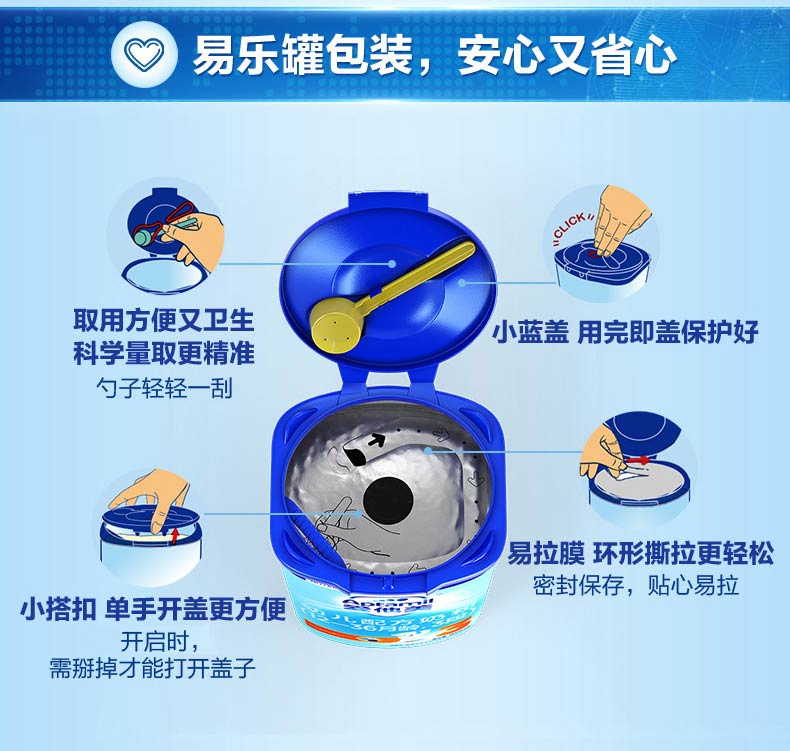 易乐罐包装，安心又省心
CLICK
取用方便又卫生
科学量取更精准
勺子轻轻一刮
小蓝盖 用完即盖保护好
易拉膜 环形撕拉更轻松
密封保存，贴心易拉
小搭扣 单手开盖更方便
开启时，
需掰掉才能打开盖子
Aptamil
幼儿配方奶粉
36月龄，3段